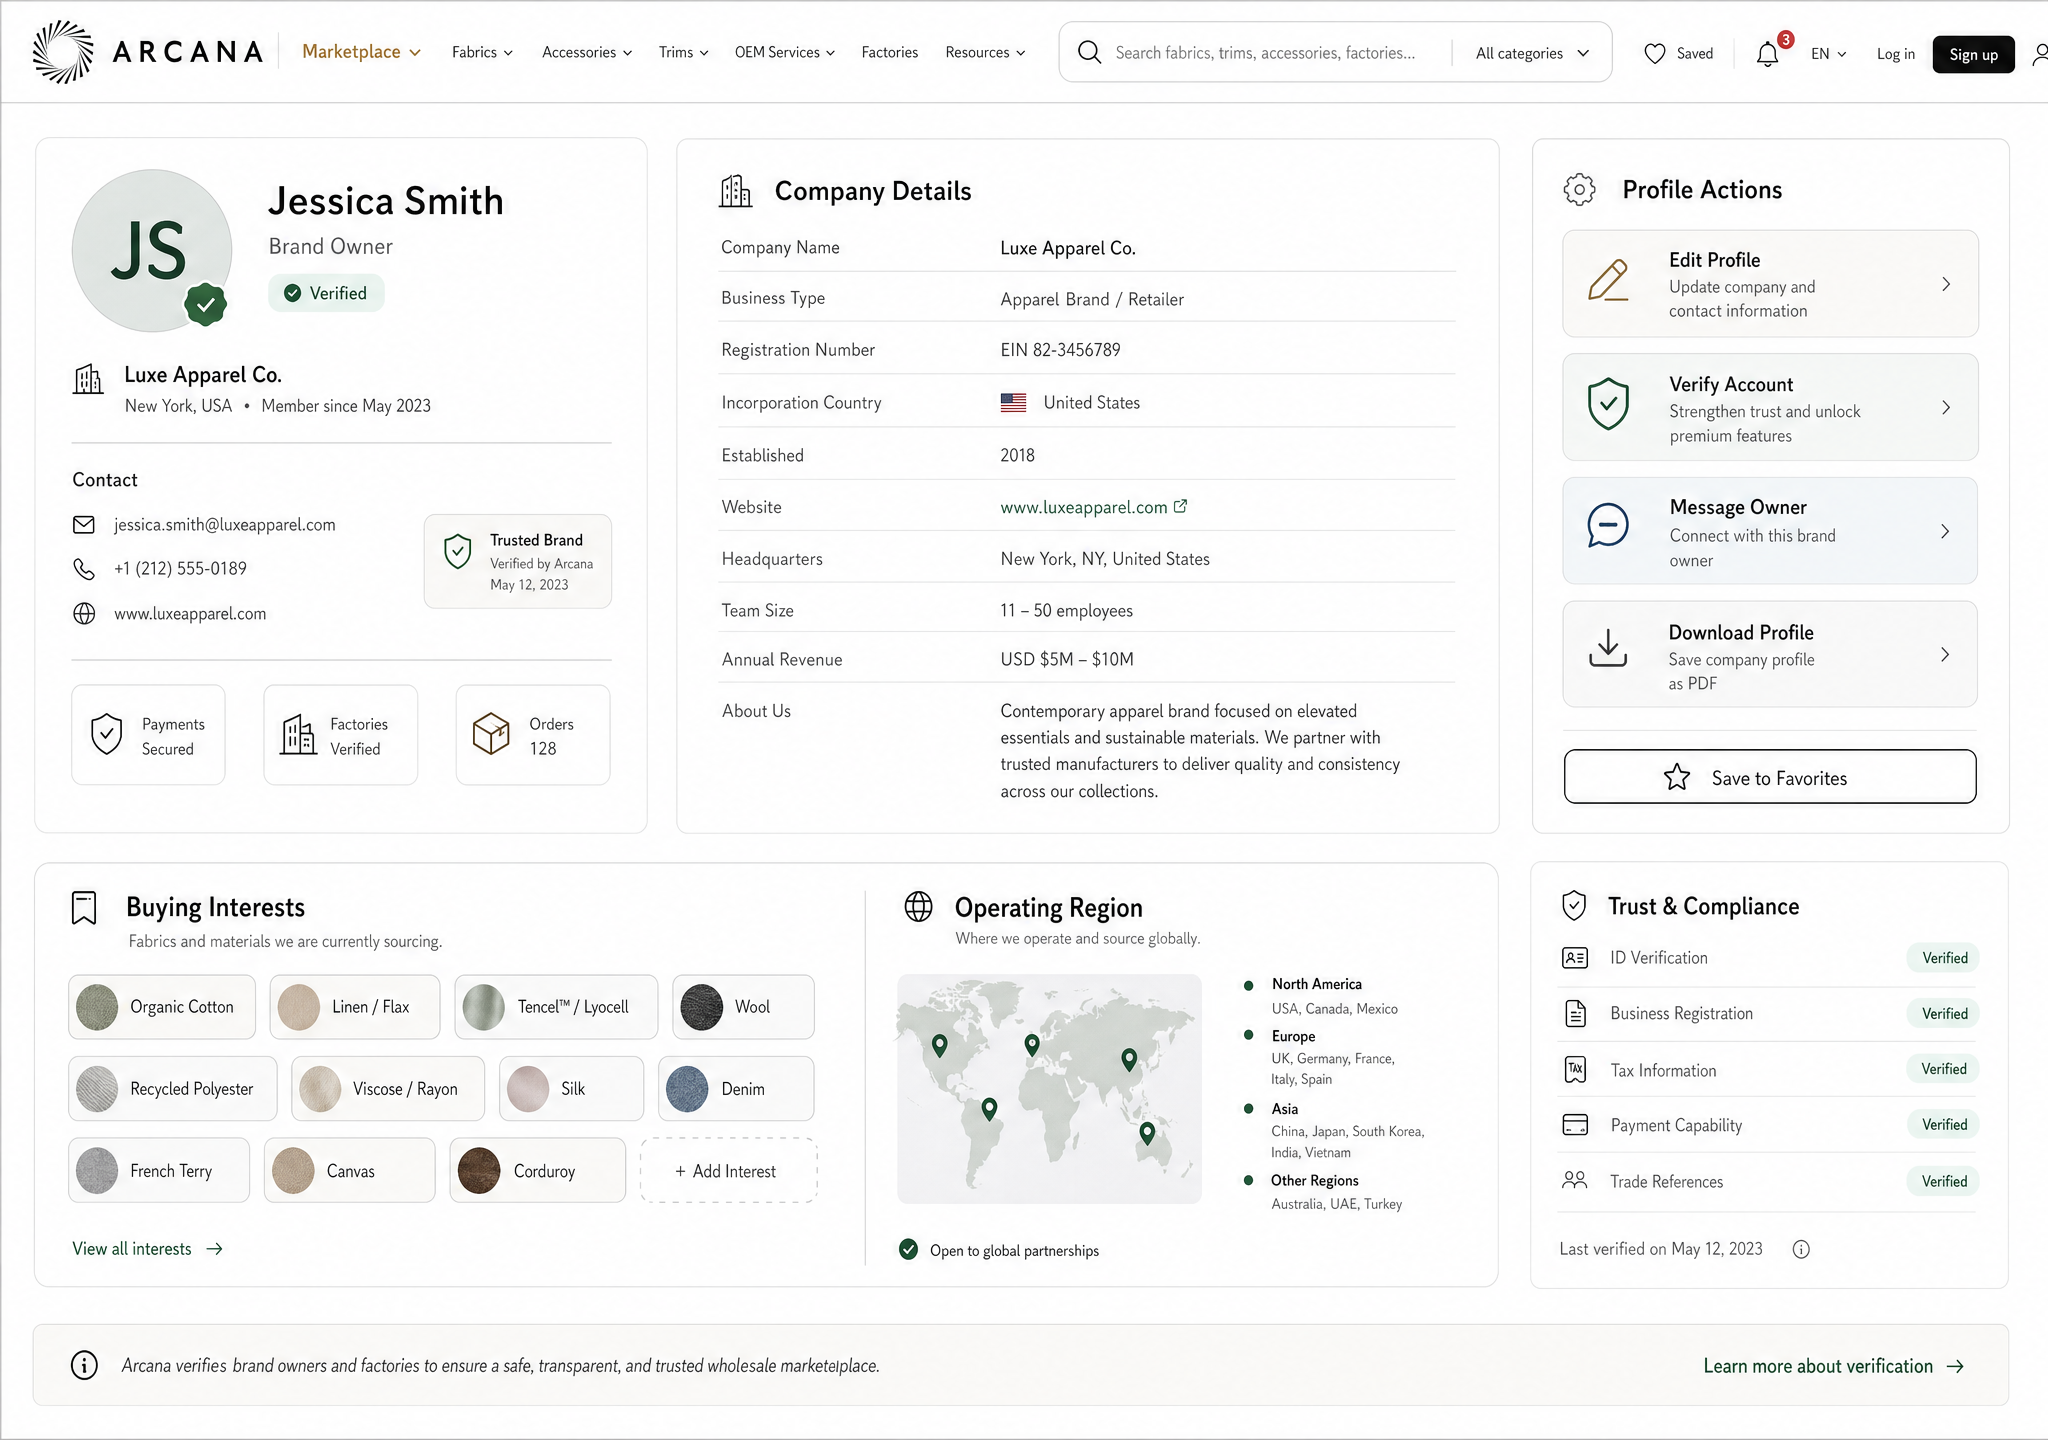 ARCANA
Marketplace
Fabrics
Accessories
Trims
OEM Services
Factories
Resources
Search fabrics, trims, accessories, factories...
All categories
Saved
3
EN
Log in
Sign up
JS
Jessica Smith
Brand Owner
Verified
Luxe Apparel Co.
New York, USA • Member since May 2023
Contact
jessica.smith@luxeapparel.com
+1 (212) 555-0189
www.luxeapparel.com
Trusted Brand
Verified by Arcana
May 12, 2023
Payments
Secured
Factories
Verified
Orders
128
Company Details
Company Name Luxe Apparel Co.
Business Type Apparel Brand / Retailer
Registration Number EIN 82-3456789
Incorporation Country United States
Established 2018
Website www.luxeapparel.com
Headquarters New York, NY, United States
Team Size 11 – 50 employees
Annual Revenue USD $5M – $10M
About Us Contemporary apparel brand focused on elevated
essentials and sustainable materials. We partner with
trusted manufacturers to deliver quality and consistency
across our collections.
Profile Actions
Edit Profile
Update company and
contact information
Verify Account
Strengthen trust and unlock
premium features
Message Owner
Connect with this brand
owner
Download Profile
Save company profile
as PDF
Save to Favorites
Buying Interests
Fabrics and materials we are currently sourcing.
Organic Cotton
Linen / Flax
Tencel™ / Lyocell
Wool
Recycled Polyester
Viscose / Rayon
Silk
Denim
French Terry
Canvas
Corduroy
+ Add Interest
View all interests
Operating Region
Where we operate and source globally.
North America
USA, Canada, Mexico
Europe
UK, Germany, France,
Italy, Spain
Asia
China, Japan, South Korea,
India, Vietnam
Other Regions
Australia, UAE, Turkey
Open to global partnerships
Trust & Compliance
ID Verification Verified
Business Registration Verified
TAX
Tax Information Verified
Payment Capability Verified
Trade References Verified
Last verified on May 12, 2023
Arcana verifies brand owners and factories to ensure a safe, transparent, and trusted wholesale marketplace.
Learn more about verification